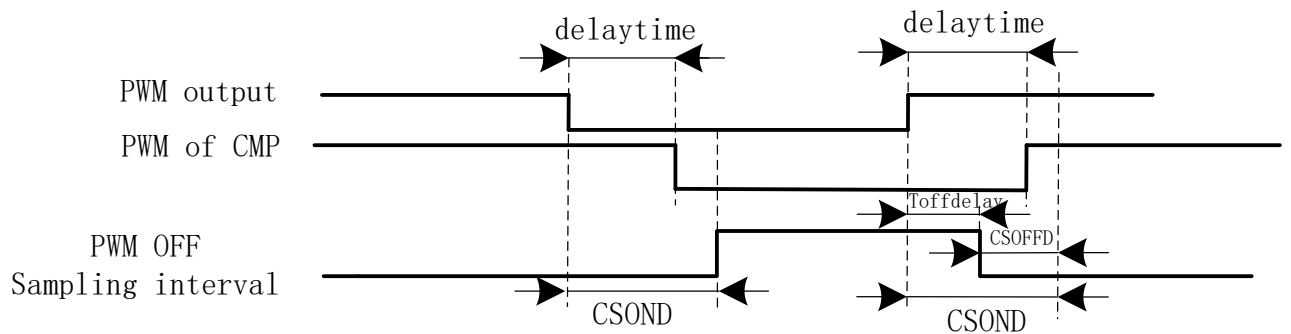 delaytime
delaytime
PWM output
PWM of CMP
Toffdelay
PWM OFF
CSOFFD
Sampling interval
CSOND
CSOND